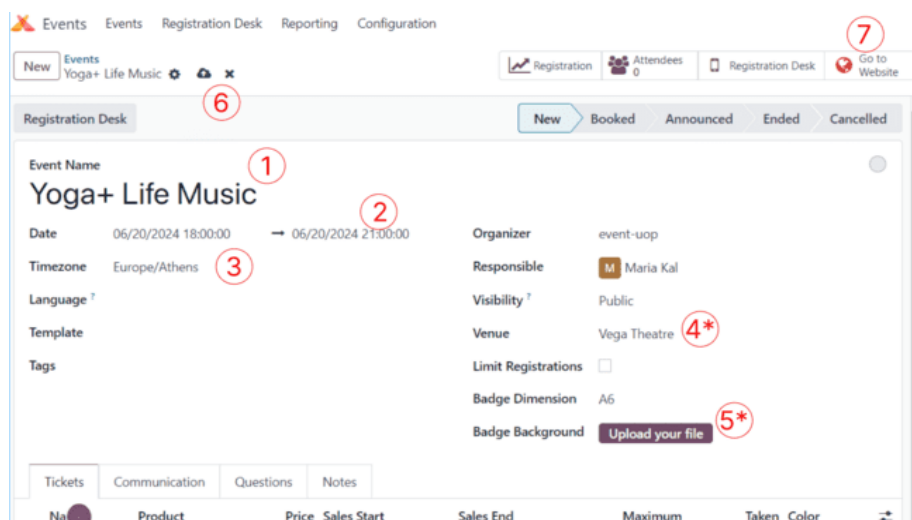 Events Events Registration Desk Reporting Configuration
7
New Events Registration Attendees Registration Desk Go to
Yoga+ Life Music 0 Website
6
Registration Desk New Booked Announced Ended Cancelled
Event Name 1
Yoga+ Life Music
2
Date 06/20/2024 18:00:00 → 06/20/2024 21:00:00 Organizer event-uop
Timezone Europe/Athens 3 Responsible M Maria Kal
Language ? Visibility ? Public
Template Venue Vega Theatre 4*
Tags Limit Registrations
Badge Dimension A6
5*
Badge Background Upload your file
Tickets Communication Questions Notes
Product Price Sales Start Sales End Maximum Taken Color